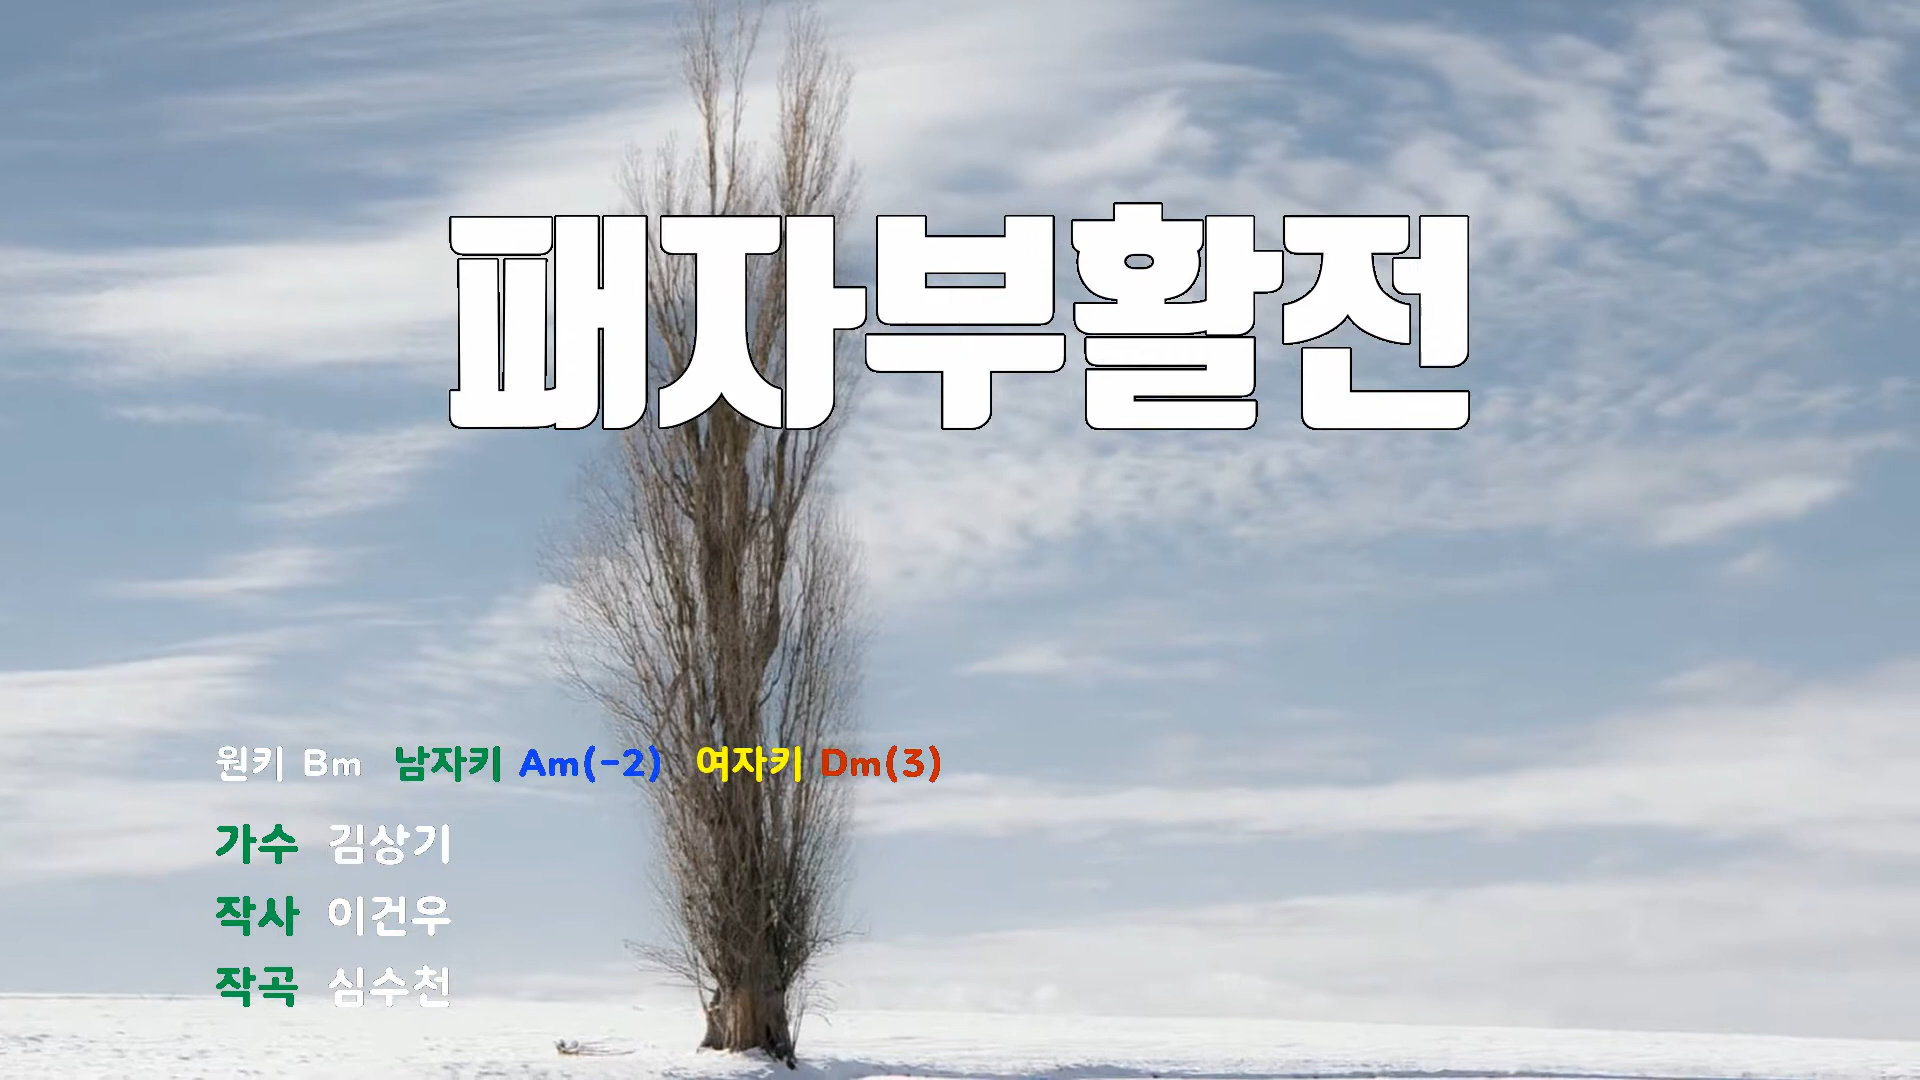 패자부활전
원키 Bm 남자키 Am(-2) 여자키 Dm(3)
가수 김상기
작사 이건우
작곡 심수천